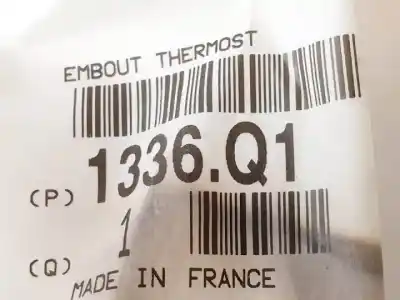 EMBOUT THERMOST
(P) 1336.Q1
(Q) 1
MADE IN FRANCE